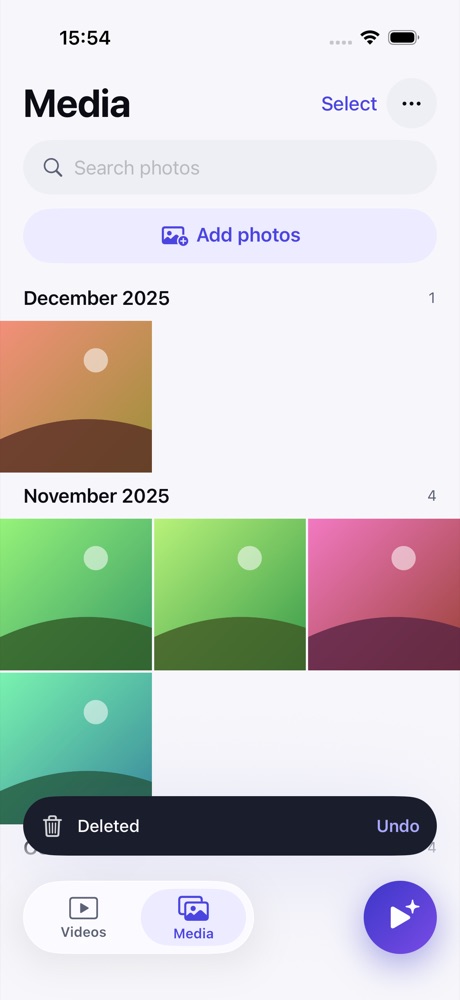 15:54
Media
Select
Search photos
Add photos
December 2025
1
November 2025
4
Deleted
Undo
4
Videos
Media